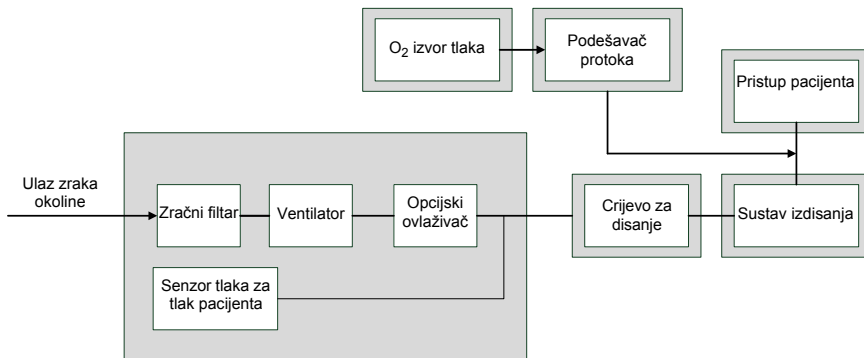 O₂ izvor tlaka
Podešavač
protoka
Pristup pacijenta
Ulaz zraka
okoline
Zračni filtar
Ventilator
Opcijski
ovlaživač
Crijevo za
disanje
Sustav izdisanja
Senzor tlaka za
tlak pacijenta